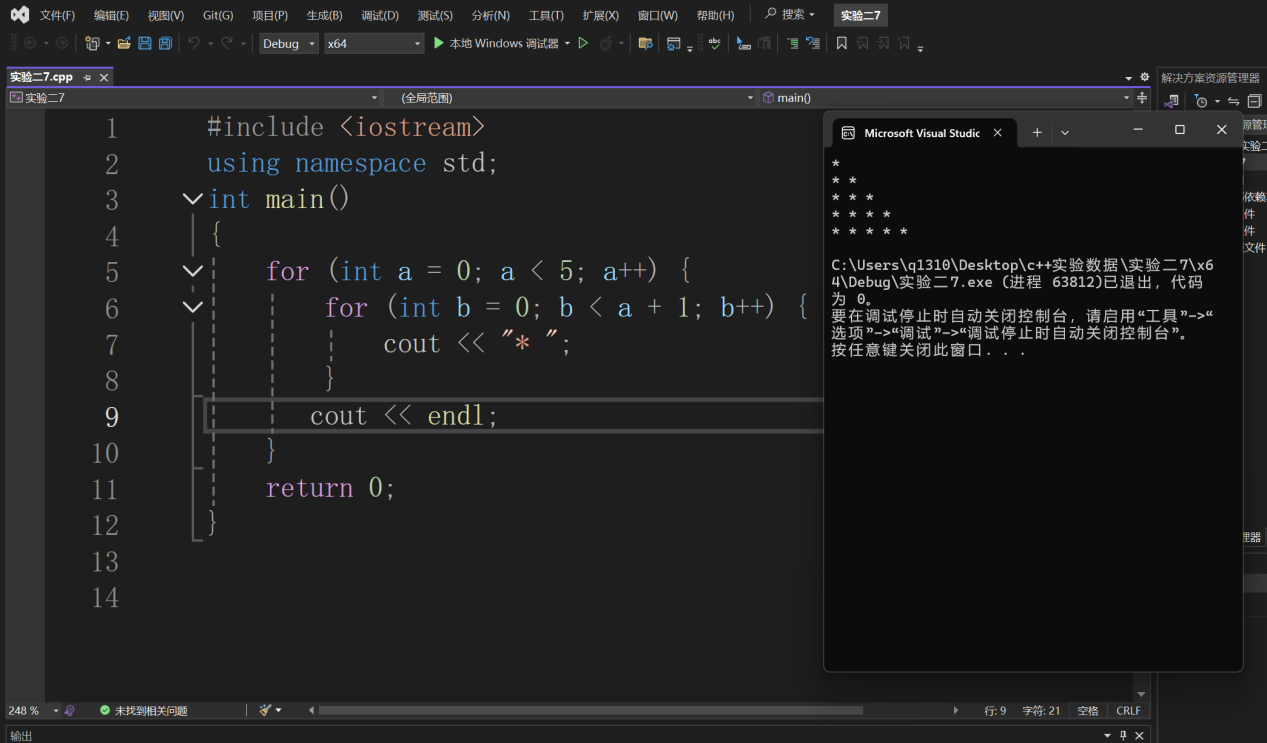 文件(F) 编辑(E) 视图(V) Git(G) 项目(P) 生成(B) 调试(D) 测试(S) 分析(N) 工具(T) 扩展(X) 窗口(W) 帮助(H) 搜索 实验二7
Debug x64 本地 Windows 调试器
实验二7.cpp
解决方案资源管理器
实验二7 (全局范围) main()
1 #include <iostream>
2 using namespace std;
3 int main()
4 {
5 for (int a = 0; a < 5; a++) {
6 for (int b = 0; b < a + 1; b++) {
7 cout << "* ";
8 }
9 cout << endl;
10 }
11 return 0;
12 }
13
14
Microsoft Visual Studic
*
* *
* * *
* * * *
* * * * *
C:\Users\q1310\Desktop\c++实验数据\实验二7\x6
4\Debug\实验二7.exe (进程 63812)已退出，代码
为 0。
要在调试停止时自动关闭控制台，请启用“工具”->“
选项”->“调试”->“调试停止时自动关闭控制台”。
按任意键关闭此窗口. . .
248 % 未找到相关问题 行: 9 字符: 21 空格 CRLF
输出